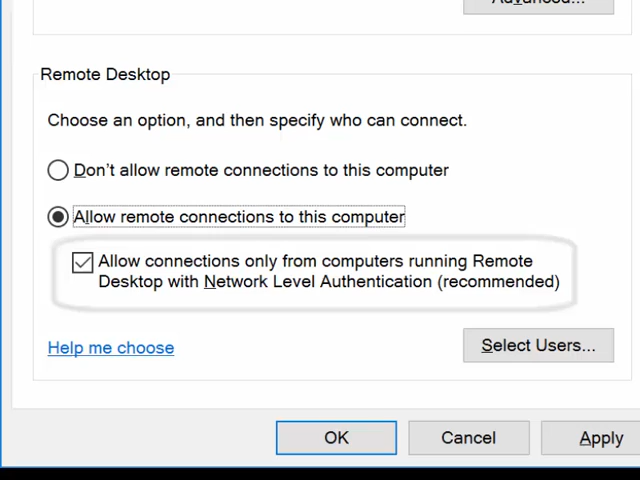 Advanced...
Remote Desktop
Choose an option, and then specify who can connect.
Don’t allow remote connections to this computer
Allow remote connections to this computer
Allow connections only from computers running Remote
Desktop with Network Level Authentication (recommended)
Help me choose
Select Users...
OK
Cancel
Apply